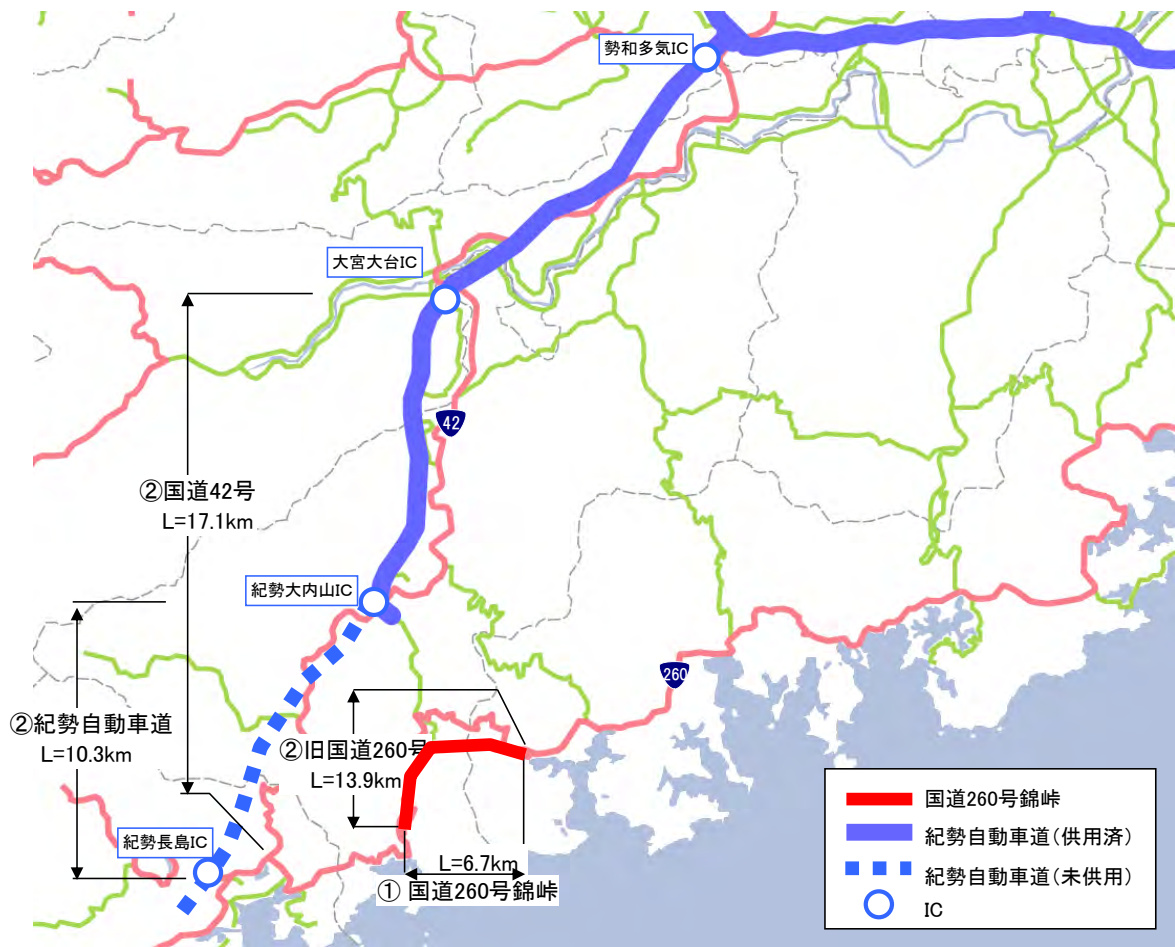 勢和多気IC
大宮大台IC
42
②国道42号
L=17.1km
紀勢大内山IC
260
②紀勢自動車道
L=10.3km
②旧国道260号
L=13.9km
紀勢長島IC
L=6.7km
① 国道260号錦峠
国道260号錦峠
紀勢自動車道(供用済)
紀勢自動車道(未供用)
IC